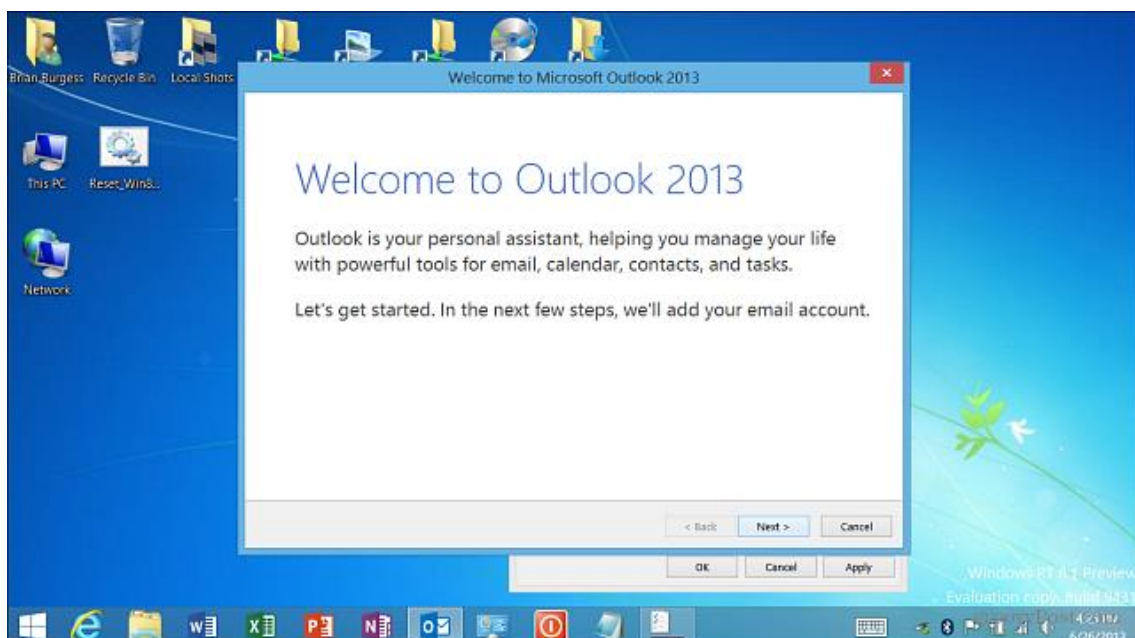 Brian Burgess
Recycle Bin
Local Shots
Welcome to Microsoft Outlook 2013
This PC
Reset_Win8...
Network
Welcome to Outlook 2013
Outlook is your personal assistant, helping you manage your life
with powerful tools for email, calendar, contacts, and tasks.
Let's get started. In the next few steps, we'll add your email account.
< Back
Next >
Cancel
OK
Cancel
Apply
Windows RT 8.1 Preview
Evaluation copy. Build 9431